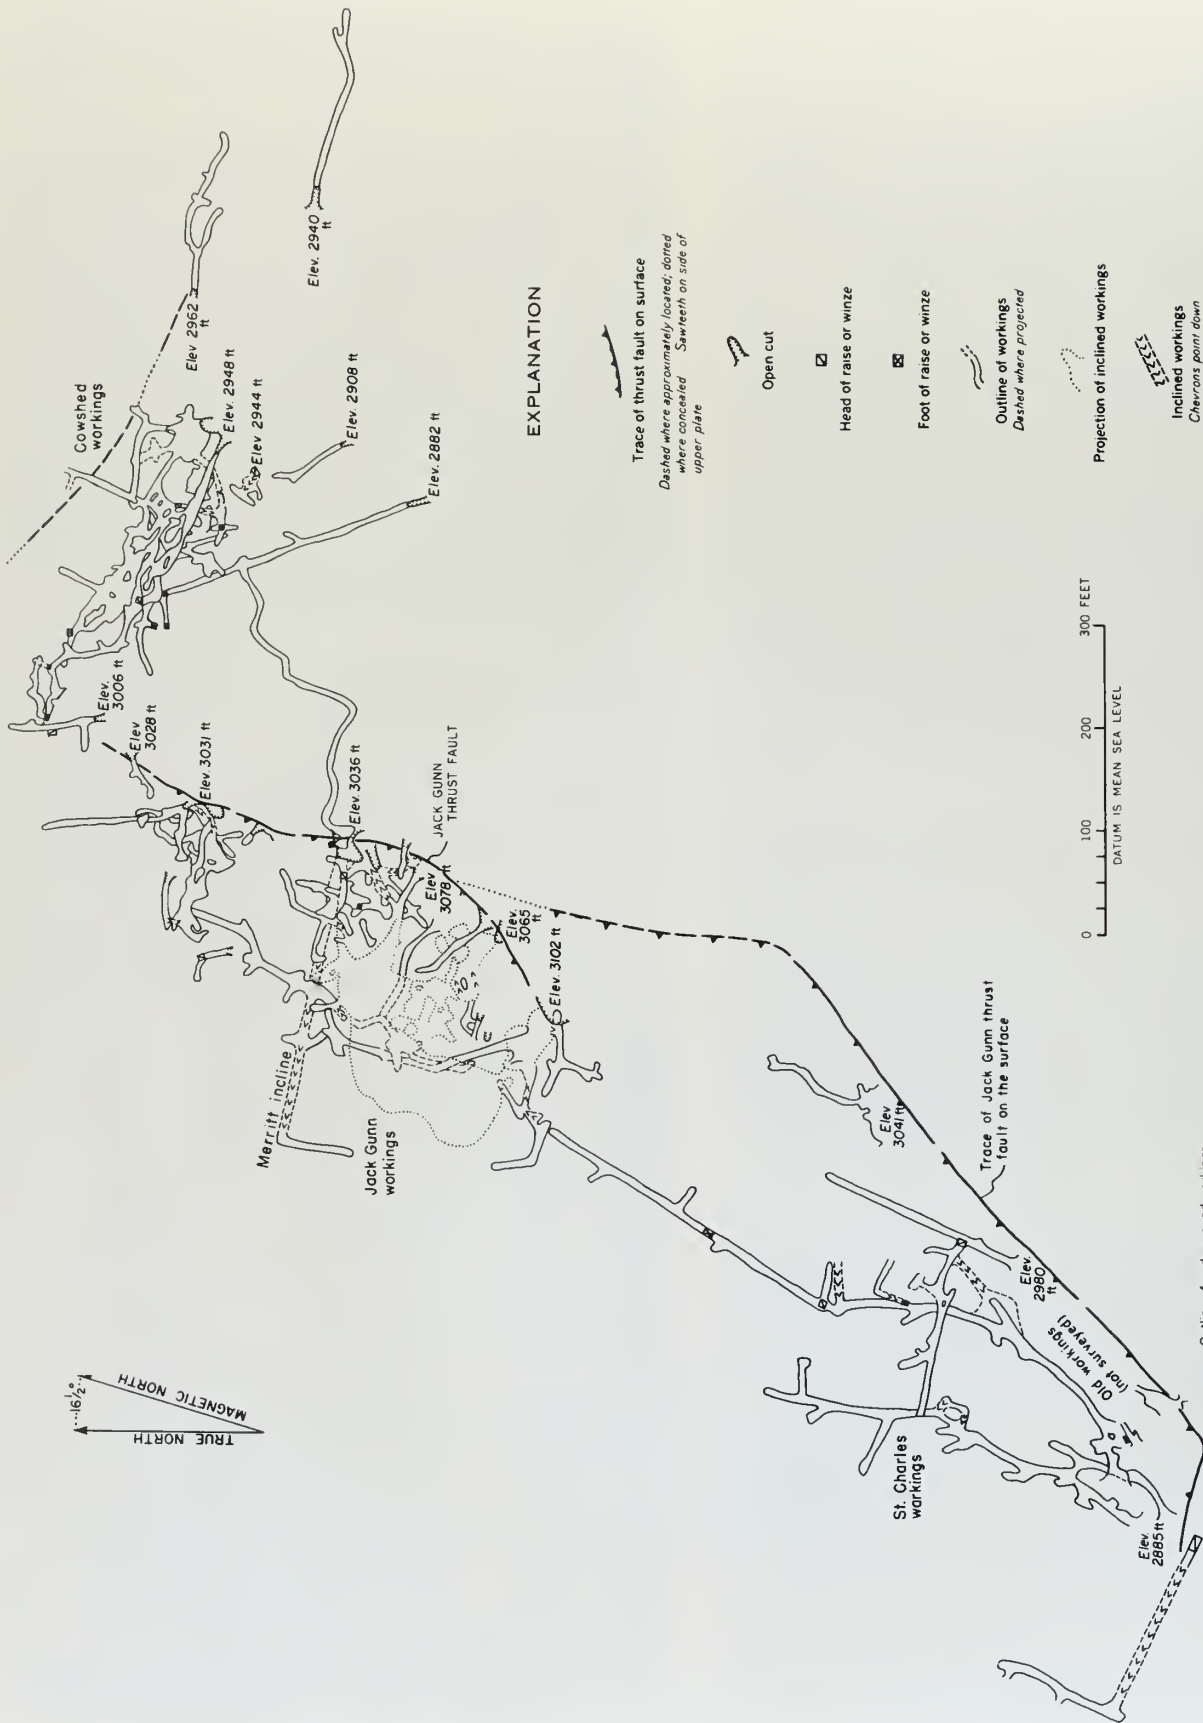 Cowshed
workings
Elev 2962
ft
Elev. 2940
ft
Elev. 2948 ft
Elev 2944 ft
Elev. 2908 ft
Elev. 2882 ft
Elev.
3006 ft
Elev
3028 ft
Elev. 3031 ft
Elev. 3036 ft
JACK GUNN
THRUST FAULT
Elev
3078 ft
Elev.
3065
ft
Elev. 3102 ft
Merritt incline
Jack Gunn
workings
Elev
3041 ft
Trace of Jack Gunn thrust
fault on the surface
Elev.
2980
ft
Old workings
(not surveyed)
St. Charles
workings
Elev.
2885 ft
TRUE NORTH
MAGNETIC NORTH
16½°
EXPLANATION
Trace of thrust fault on surface
Dashed where approximately located; dotted
where concealed Sawteeth on side of
upper plate
Open cut
Head of raise or winze
Foot of raise or winze
Outline of workings
Dashed where projected
Projection of inclined workings
Inclined workings
Chevrons point down
0 100 200 300 FEET
DATUM IS MEAN SEA LEVEL